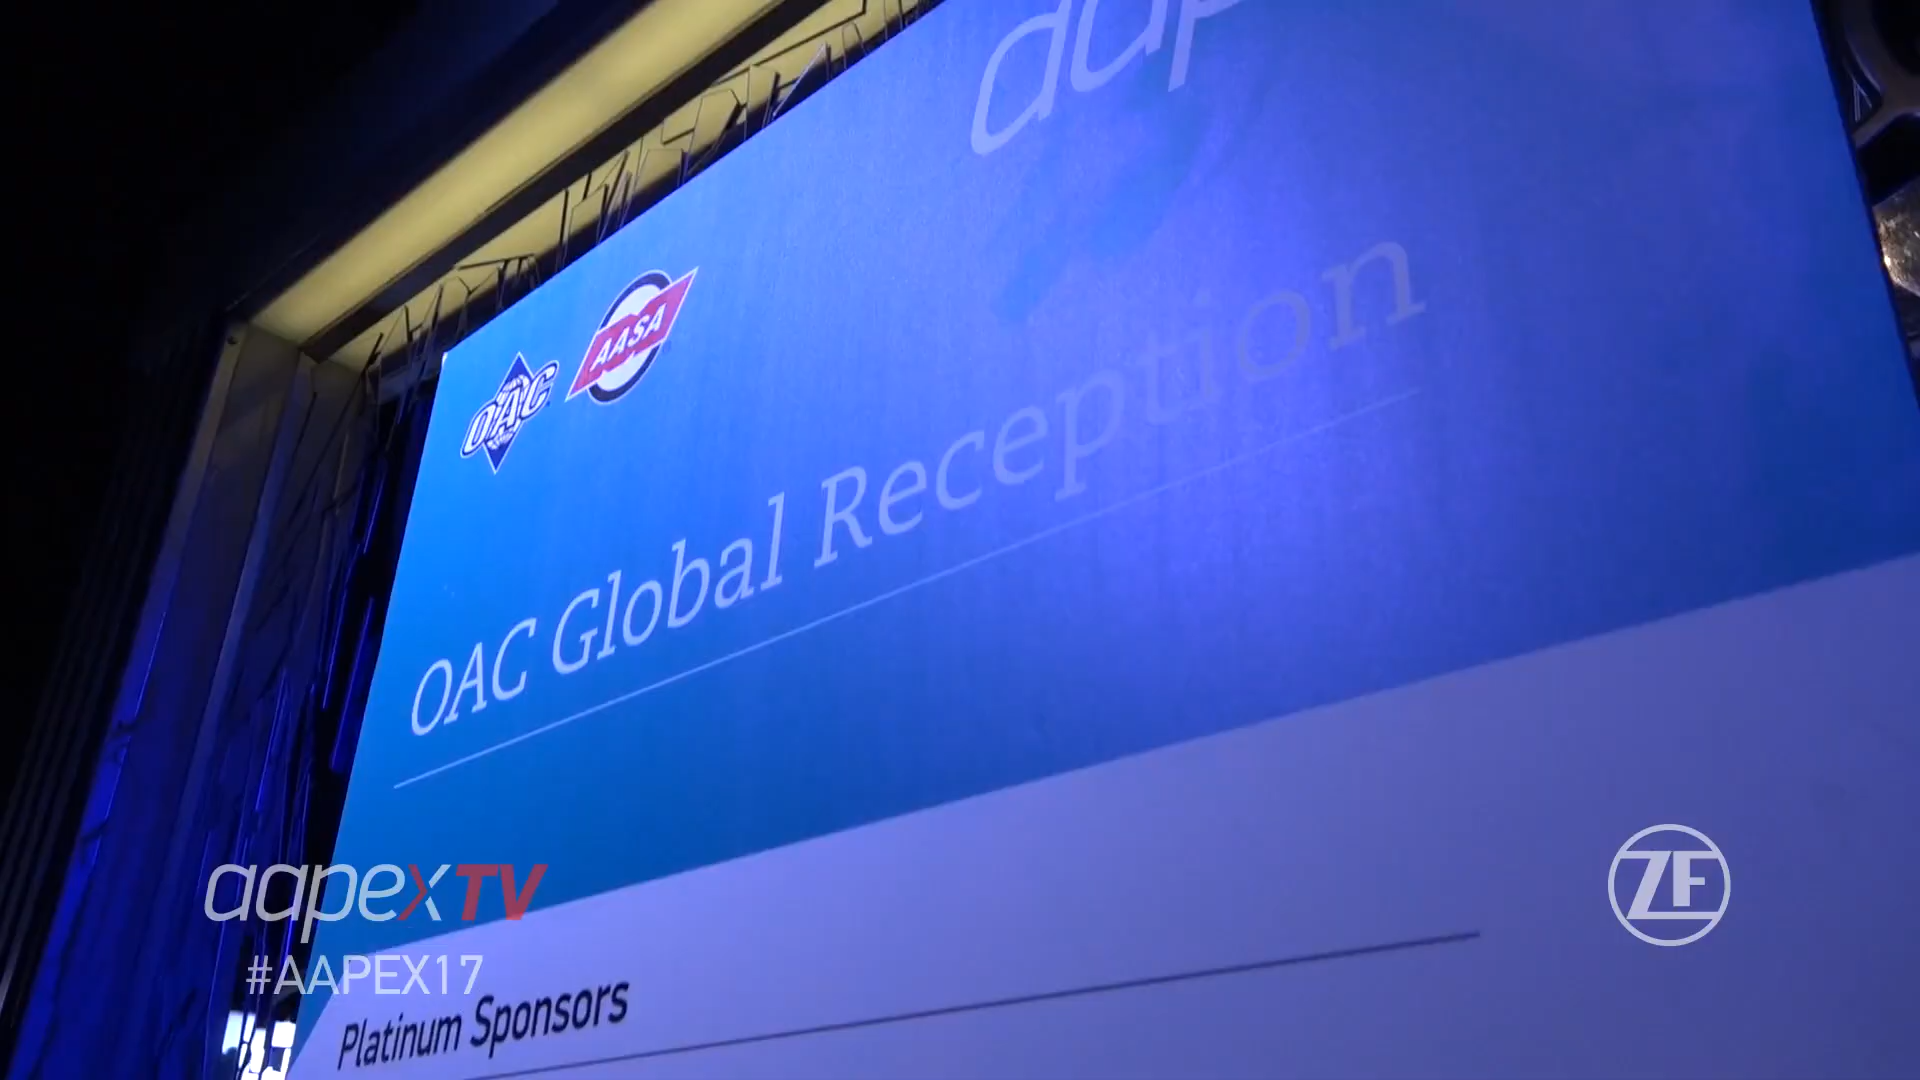 aap
AASA
OAC
OAC Global Reception
aapexTV
#AAPEX17
ZF
Platinum Sponsors